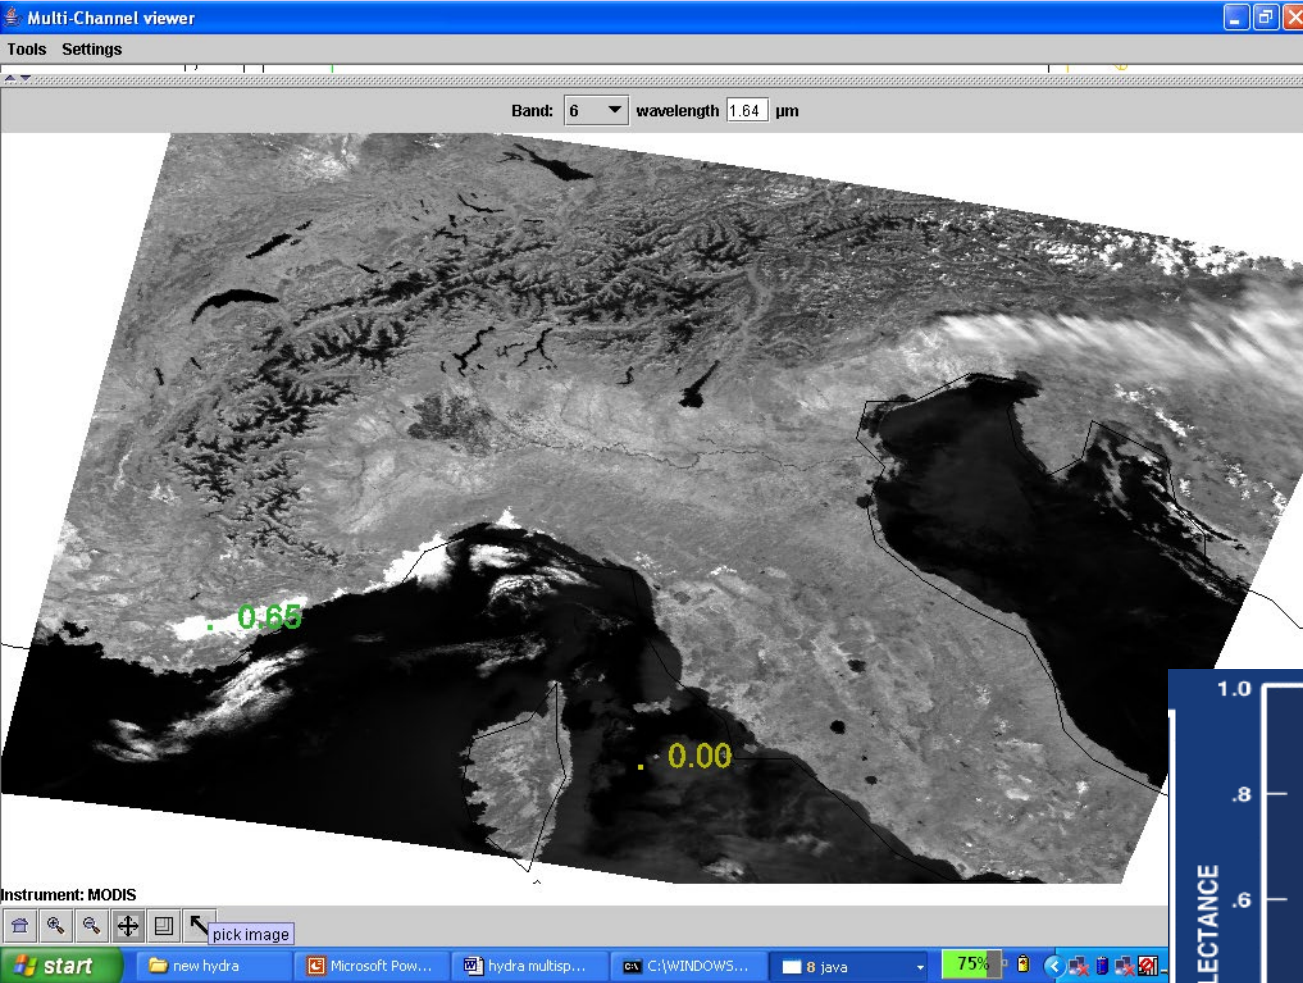 Multi-Channel viewer
Tools Settings
Band: 6 wavelength 1.64 µm
0.65
0.00
1.0
.8
.6
LECTANCE
Instrument: MODIS
pick image
start new hydra Microsoft Pow... hydra multisp... C:\WINDOWS... 8 java 75%